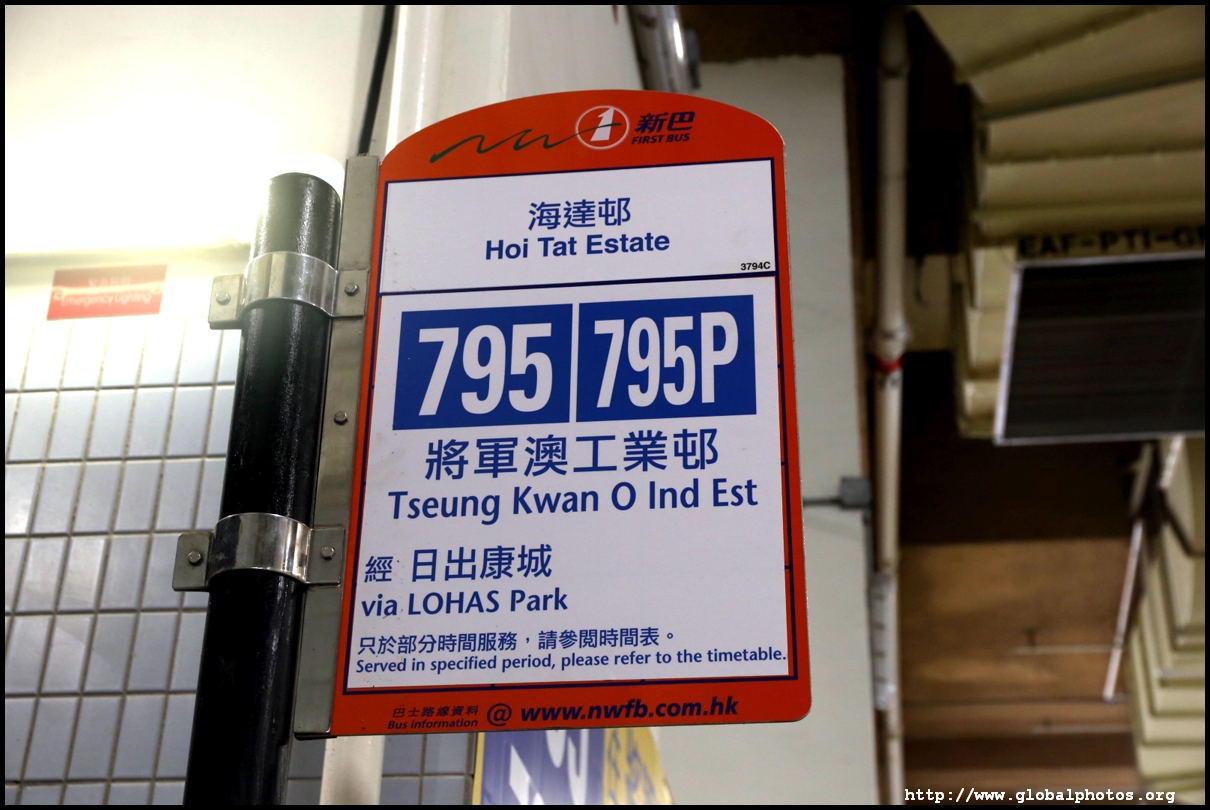 1 新巴
FIRST BUS
海達邨
Hoi Tat Estate
3794C
795 795P
將軍澳工業邨
Tseung Kwan O Ind Est
經 日出康城
via LOHAS Park
只於部分時間服務，請參閱時間表。
Served in specified period, please refer to the timetable.
巴士路線資料
Bus information @ www.nwfb.com.hk
Emergency Lighting
EAF-PTI-G
http://www.globalphotos.org